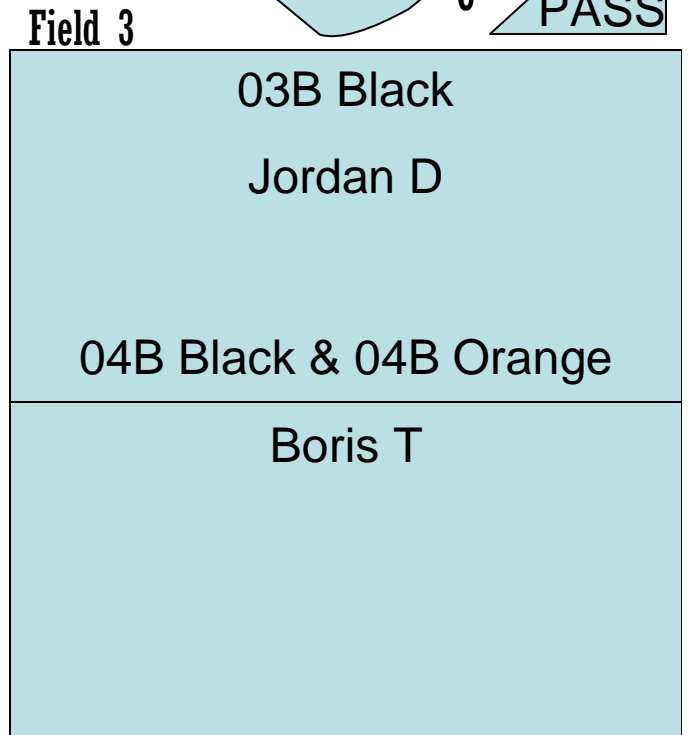 PASS
Field 3
03B Black
Jordan D
04B Black & 04B Orange
Boris T